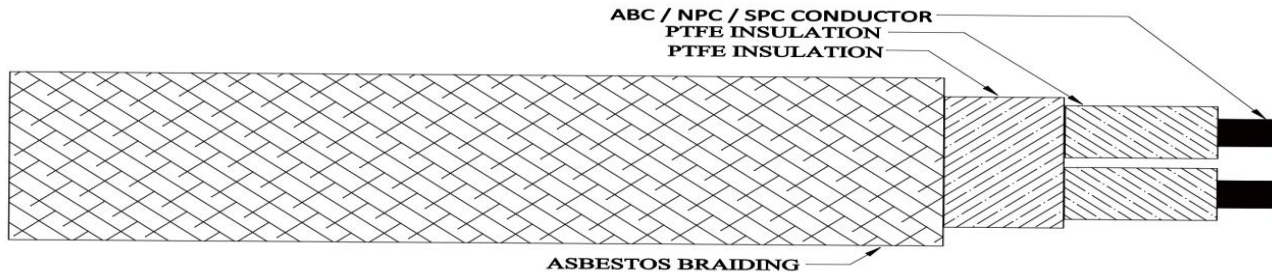 ABC / NPC / SPC CONDUCTOR
PTFE INSULATION
PTFE INSULATION
ASBESTOS BRAIDING